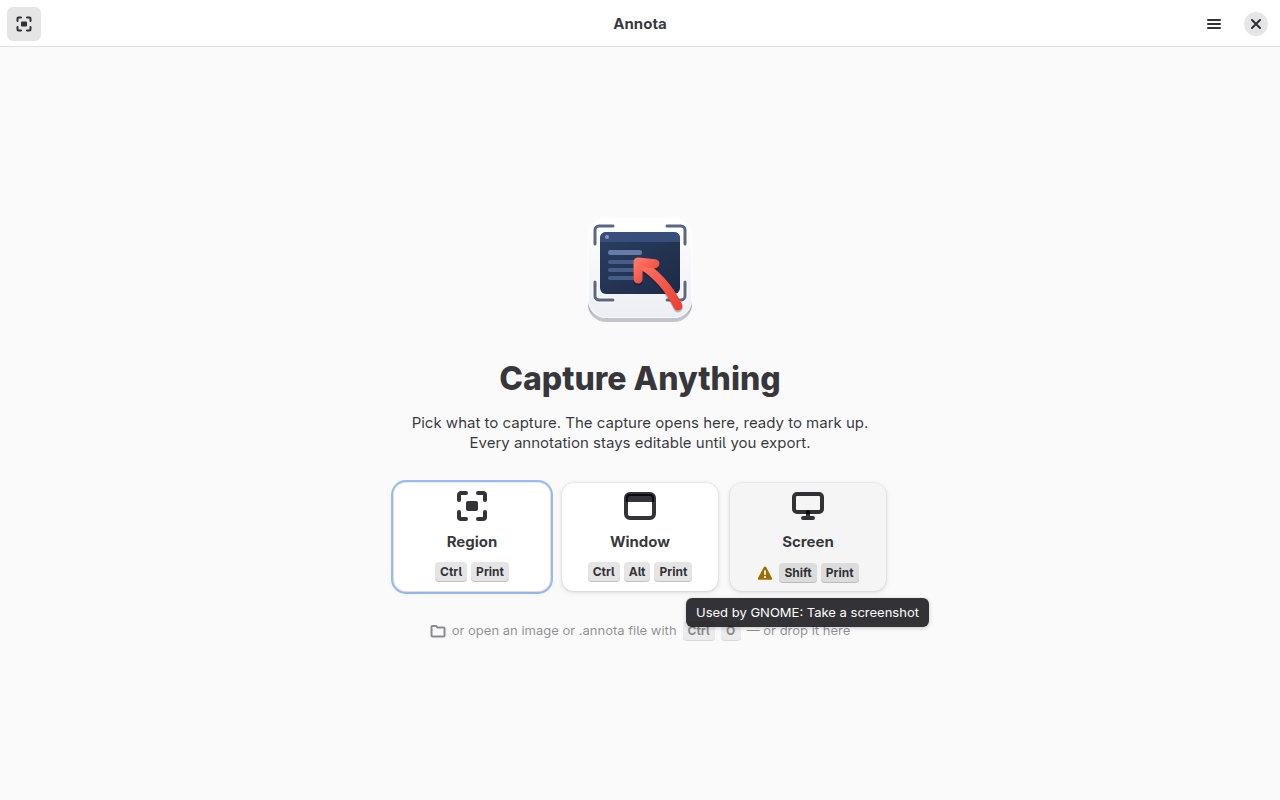 Annota
Capture Anything
Pick what to capture. The capture opens here, ready to mark up.
Every annotation stays editable until you export.
Region
Ctrl Print
Window
Ctrl Alt Print
Screen
Shift Print
Used by GNOME: Take a screenshot
or open an image or .annota file with Ctrl O — or drop it here